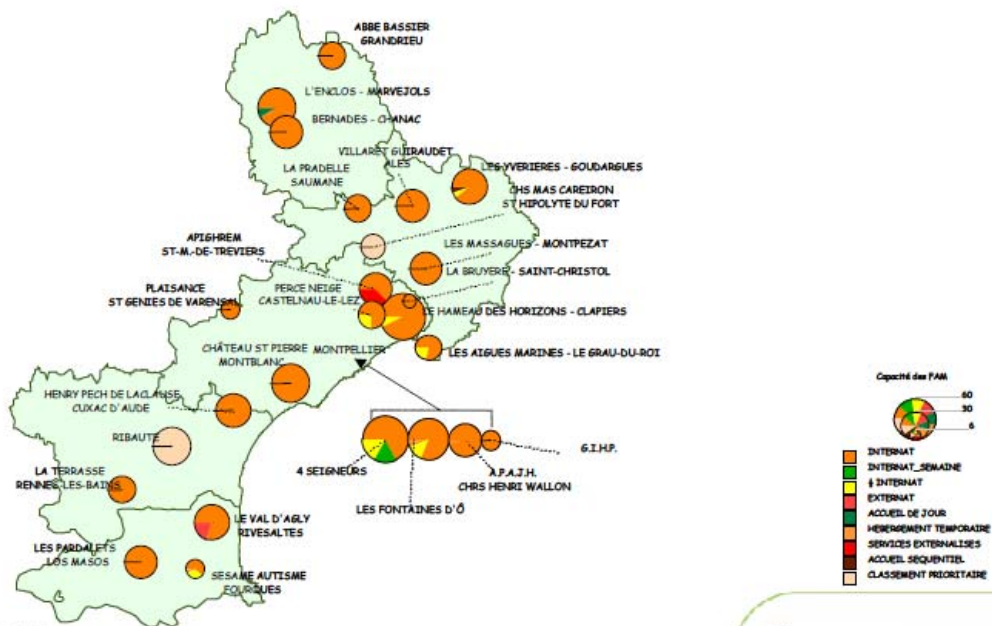 ABBE BASSIER
GRANDRIEU
L'ENCLOS - MARVEJOLS
BERNADES - CHANAC
VILLARET GUIRAUDET
ALES
LA PRADELLE
SAUMANE
LES YVERIERES - GOUDARGUES
CHS MAS CAREIRON
ST HIPOLYTE DU FORT
APIGHREM
ST-M.-DE-TREVIERS
LES MASSAGUES - MONTPEZAT
LA BRUYERE - SAINT-CHRISTOL
PERCE NEIGE
CASTELNAU-LE-LEZ
PLAISANCE
ST GENIES DE VARENSAL
LE HAMEAU DES HORIZONS - CLAPIERS
CHÂTEAU ST PIERRE
MONTBLANC
MONTPELLIER
LES AIGUES MARINES - LE GRAU-DU-ROI
HENRY PECH DE LACLAUSE
CUXAC D'AUDE
RIBAUTE
4 SEIGNEURS
G.I.H.P.
A.P.A.J.H.
CHRS HENRI WALLON
LES FONTAINES D'Ô
LA TERRASSE
RENNES-LES-BAINS
LE VAL D'AGLY
RIVESALTES
LES PARDALETS
LOS MASOS
SESAME AUTISME
FOURQUES
Capacité des FAM
60
30
6
INTERNAT
INTERNAT_SEMAINE
½ INTERNAT
EXTERNAT
ACCUEIL DE JOUR
HEBERGEMENT TEMPORAIRE
SERVICES EXTERNALISES
ACCUEIL SEQUENTIEL
CLASSEMENT PRIORITAIRE